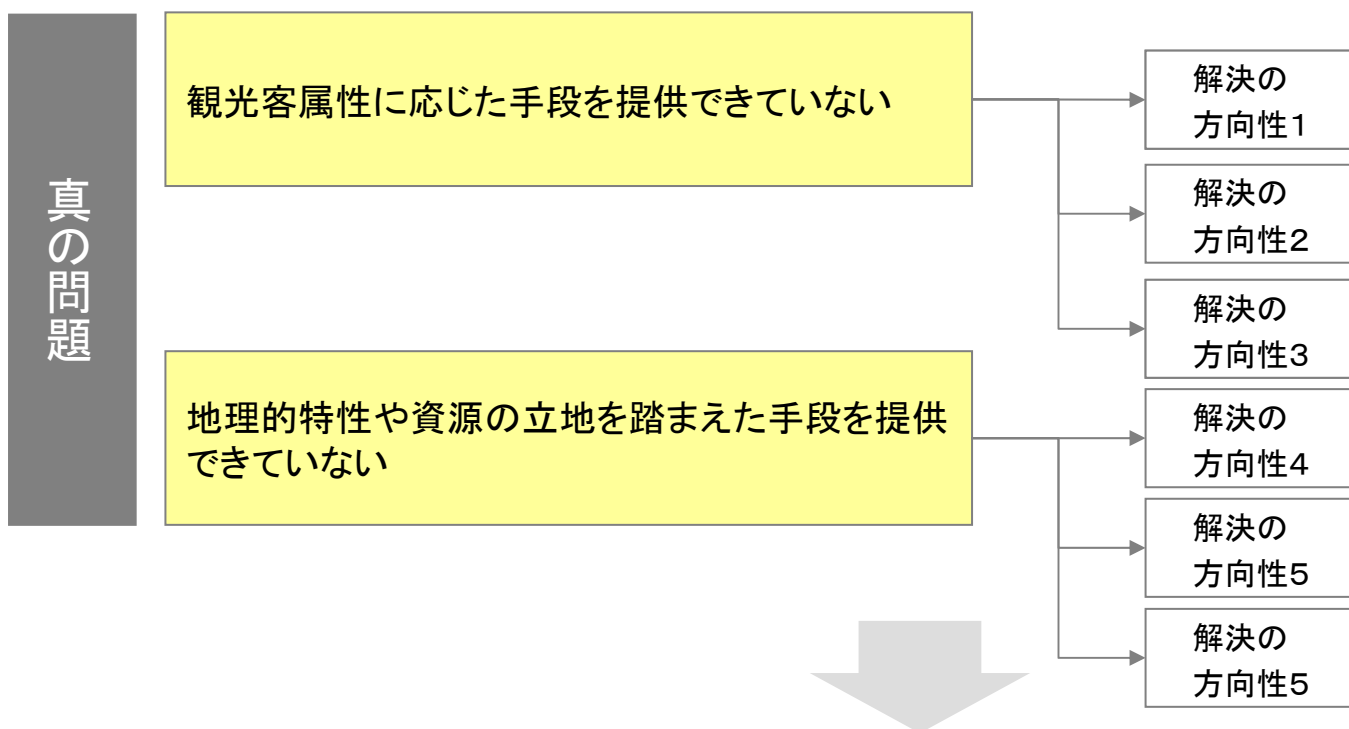 真の問題
観光客属性に応じた手段を提供できていない
解決の
方向性1
解決の
方向性2
解決の
方向性3
地理的特性や資源の立地を踏まえた手段を提供
できていない
解決の
方向性4
解決の
方向性5
解決の
方向性5